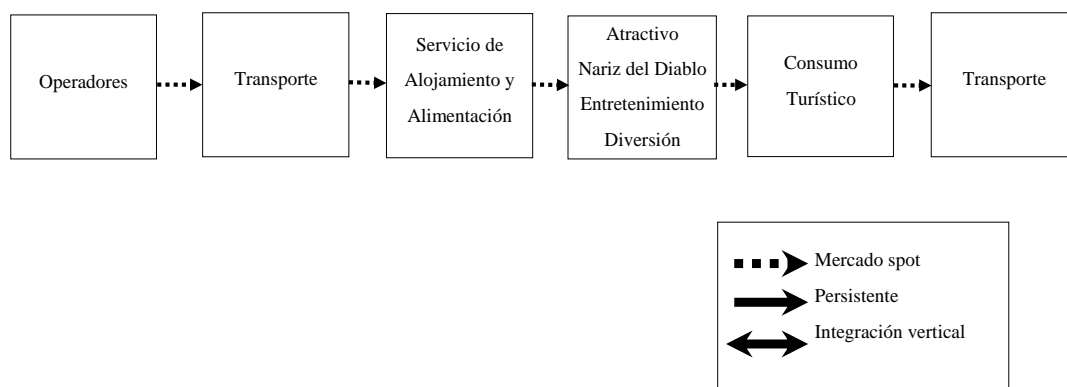 Operadores
Transporte
Servicio de
Alojamiento y
Alimentación
Atractivo
Nariz del Diablo
Entretenimiento
Diversión
Consumo
Turístico
Transporte
Mercado spot
Persistente
Integración vertical